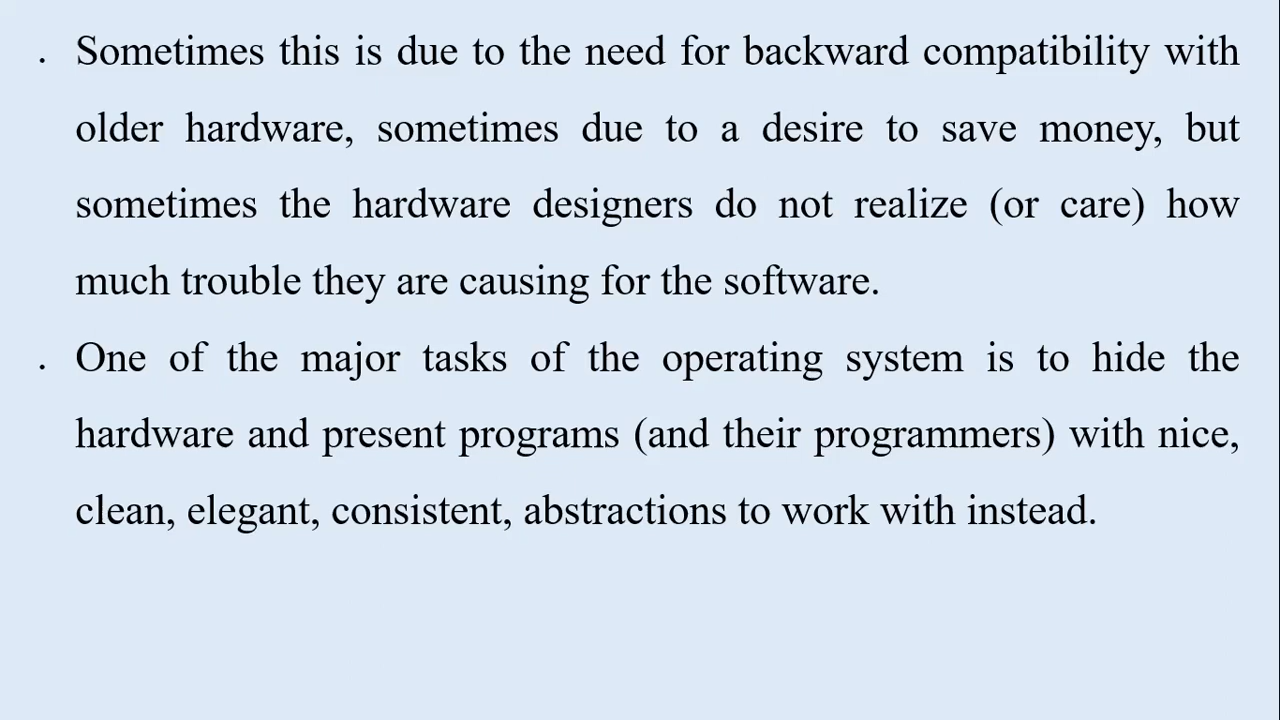 . Sometimes this is due to the need for backward compatibility with
older hardware, sometimes due to a desire to save money, but
sometimes the hardware designers do not realize (or care) how
much trouble they are causing for the software.
. One of the major tasks of the operating system is to hide the
hardware and present programs (and their programmers) with nice,
clean, elegant, consistent, abstractions to work with instead.